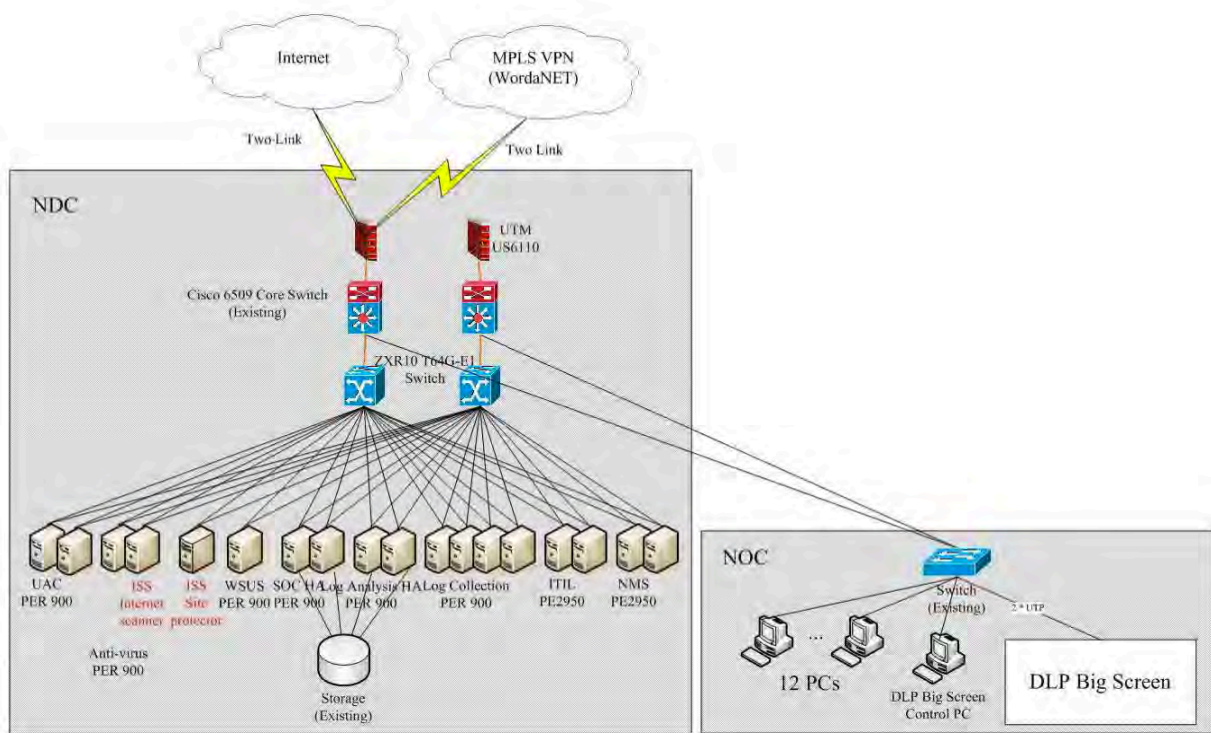 Internet
MPLS VPN
(WordaNET)
Two-Link
Two Link
NDC
UTM
US6110
Cisco 6509 Core Switch
(Existing)
ZXR10 T64G-E1
Switch
UAC
PER 900
ISS
Internet
scanner
Anti-virus
PER 900
ISS
Site
protector
WSUS
PER 900
SOC HA
PER 900
Log Analysis HA
PER 900
Log Collection
PER 900
ITIL
PE2950
NMS
PE2950
Storage
(Existing)
NOC
Switch
(Existing)
2 * UTP
...
12 PCs
DLP Big Screen
Control PC
DLP Big Screen